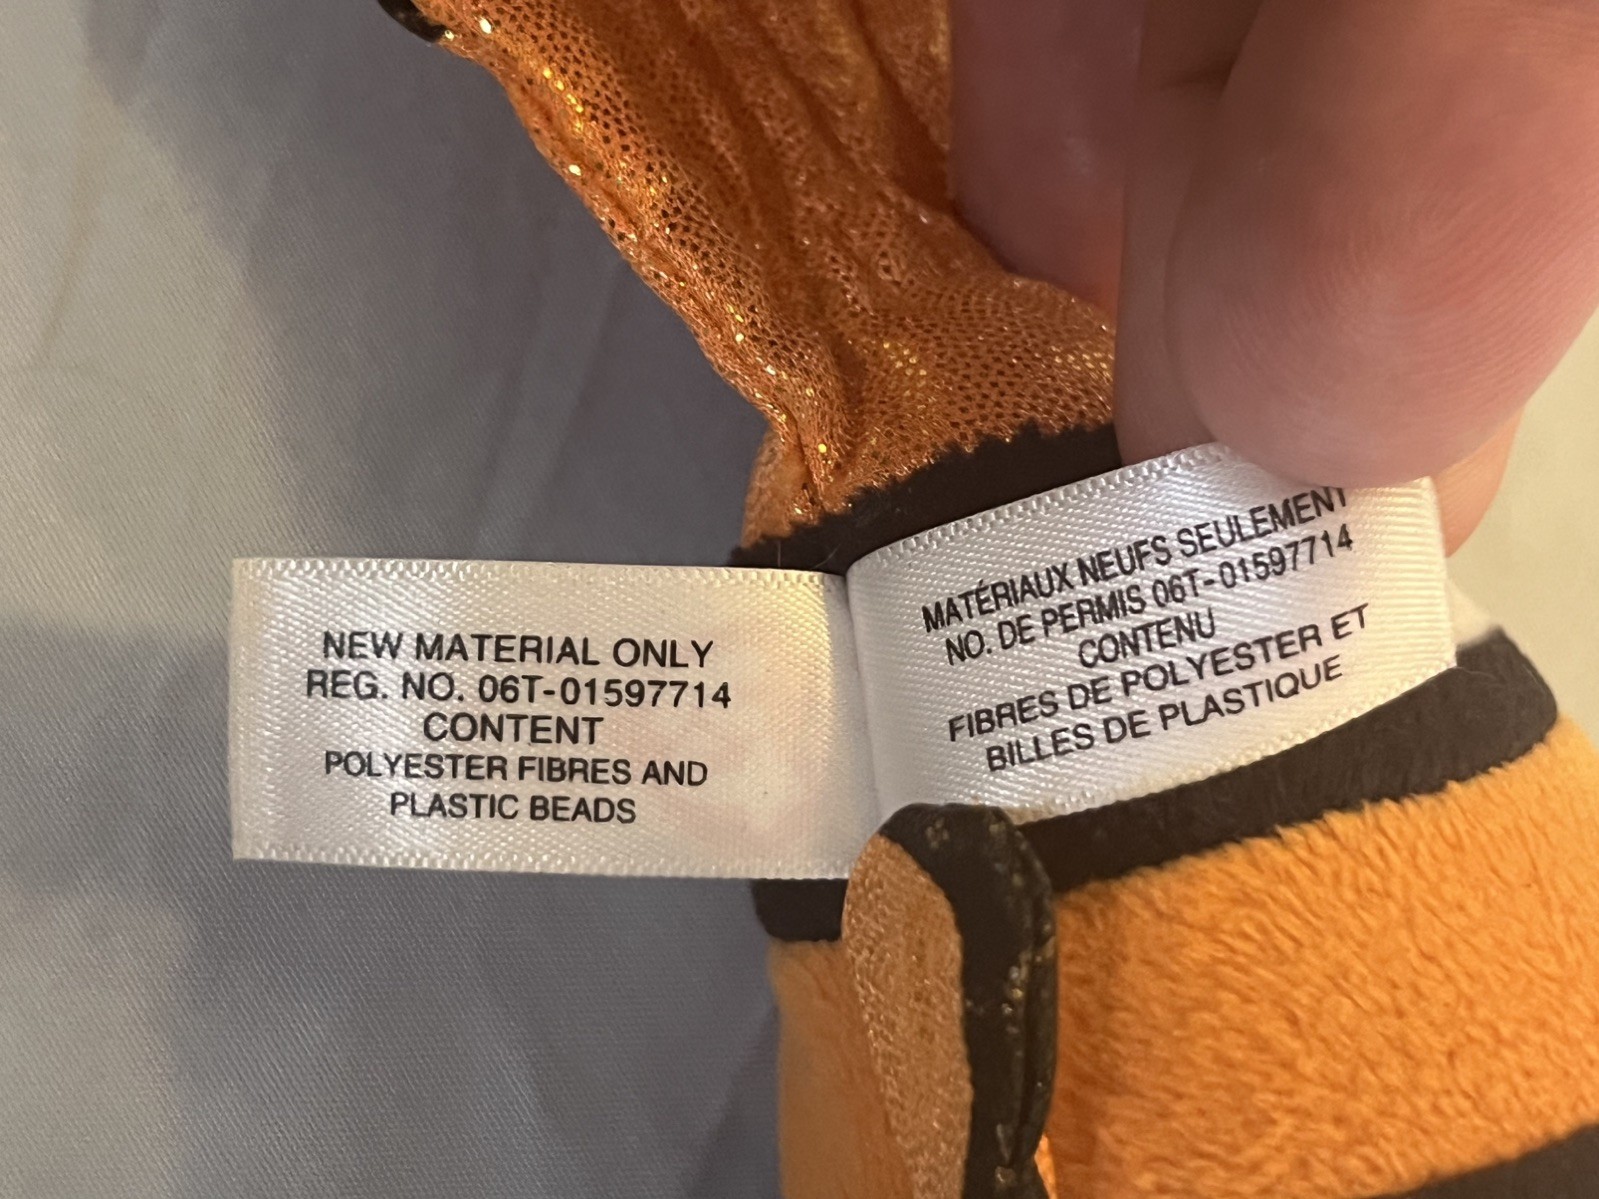 NEW MATERIAL ONLY
REG. NO. 06T-01597714
CONTENT
POLYESTER FIBRES AND
PLASTIC BEADS
MATÉRIAUX NEUFS SEULEMENT
NO. DE PERMIS 06T-01597714
CONTENU
FIBRES DE POLYESTER ET
BILLES DE PLASTIQUE